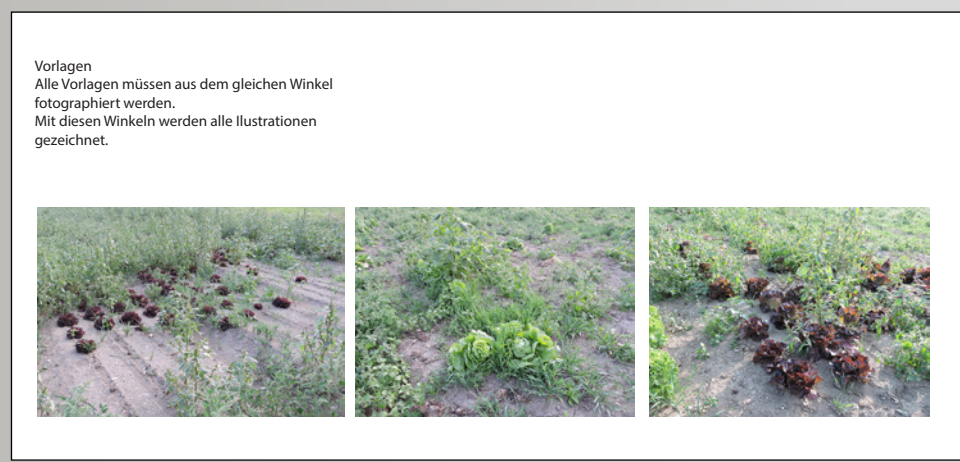 Vorlagen
Alle Vorlagen müssen aus dem gleichen Winkel
fotographiert werden.
Mit diesen Winkeln werden alle Ilustrationen
gezeichnet.